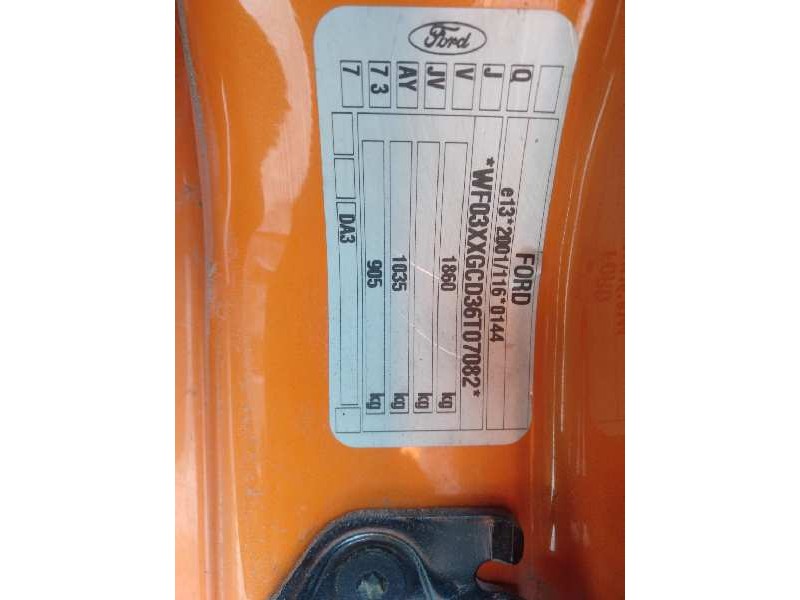 Ford
FORD
e13*2001/116*0144
*WF03XXGCD36T07082*
1860 kg
kg
1035 kg
905 kg
DA3
Q
J
V
JV
AY
7 3
7